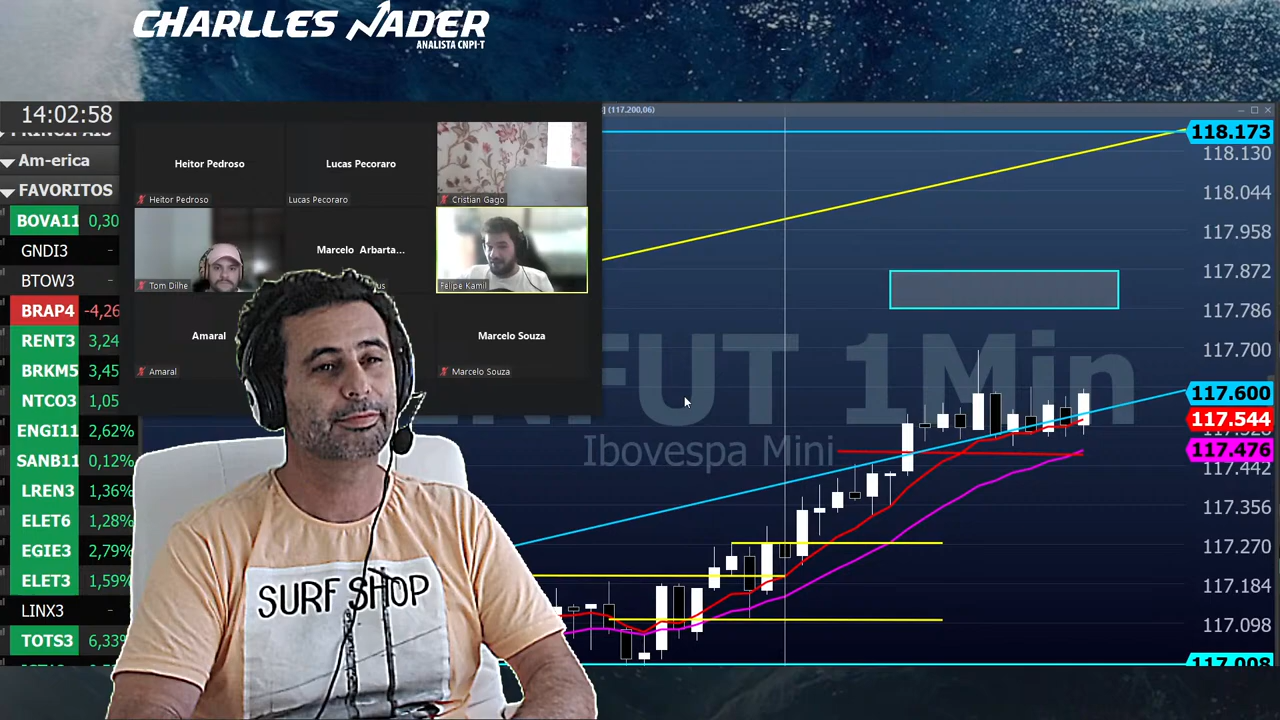 CHARLLES NADER
ANALISTA CNPI-T
14:02:58
] (117.200,06)
PRINCIPAIS
Am-erica
FAVORITOS
BOVA11 0,30
GNDI3 -
BTOW3 -
BRAP4 -4,26
RENT3 3,24
BRKM5 3,45
NTCO3 1,05
ENGI11 2,62%
SANB11 0,12%
LREN3 1,36%
ELET6 1,28%
EGIE3 2,79%
ELET3 1,59%
LINX3 -
TOTS3 6,33%
Heitor Pedroso
Heitor Pedroso
Lucas Pecoraro
Lucas Pecoraro
Cristian Gago
Tom Dilhe
Marcelo Arbarta...
us
Felipe Kamil
Amaral
Amaral
Marcelo Souza
Marcelo Souza
FUT 1Min
Ibovespa Mini
118.173
118.130
118.044
117.958
117.872
117.786
117.700
117.600
117.544
117.476
117.442
117.356
117.270
117.184
117.098
117.008
SURF SHOP